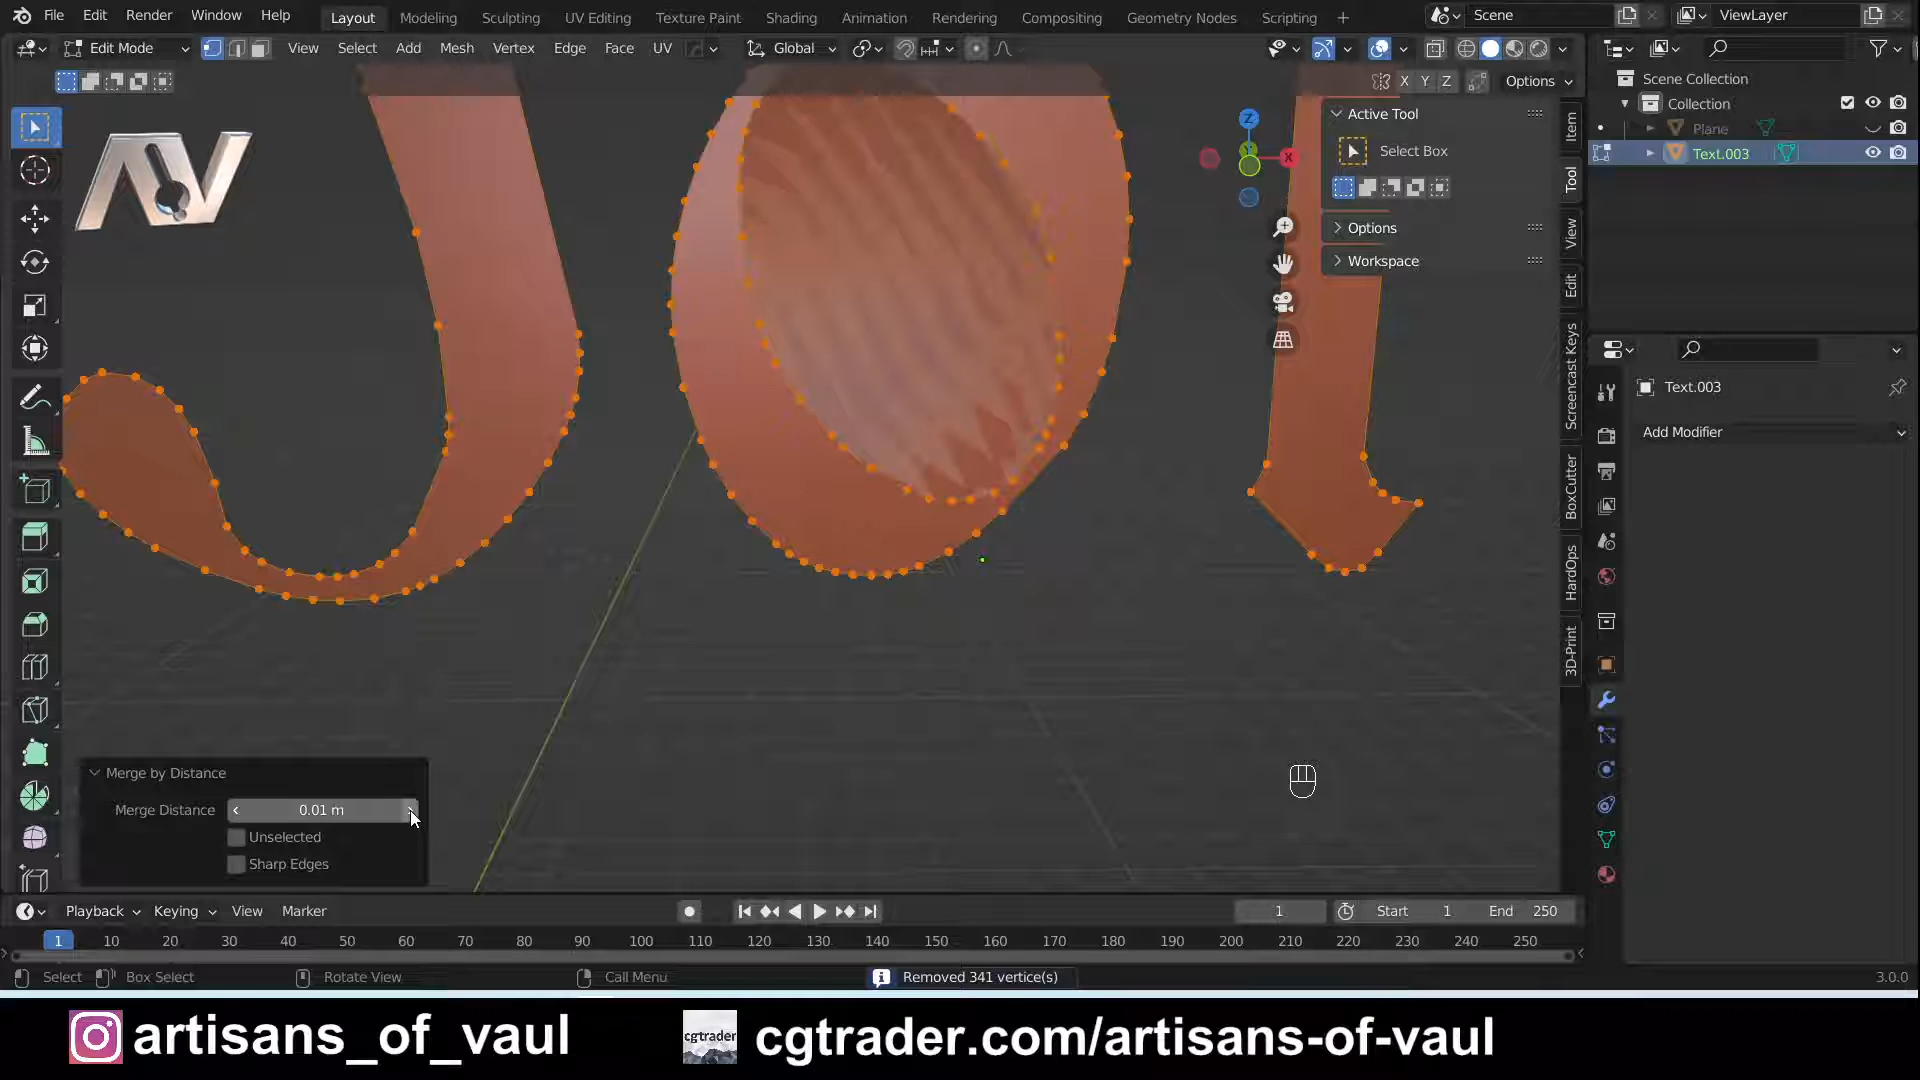 File Edit Render Window Help Layout Modeling Sculpting UV Editing Texture Paint Shading Animation Rendering Compositing Geometry Nodes Scripting Scene ViewLayer
Edit Mode View Select Add Mesh Vertex Edge Face UV Global
X Y Z Options
Scene Collection
Collection
Plane
Text.003
Z
X
Active Tool
Select Box
Options
Workspace
Item
Tool
View
Edit
Screencast Keys
BoxCutter
HardOps
3D-Print
AV
Text.003
Add Modifier
Merge by Distance
Merge Distance 0.01 m
Unselected
Sharp Edges
Playback Keying View Marker 1 Start 1 End 250
1 10 20 30 40 50 60 70 80 90 100 110 120 130 140 150 160 170 180 190 200 210 220 230 240 250
Select Box Select Rotate View Call Menu Removed 341 vertice(s) 3.0.0
artisans_of_vaul cgtrader cgtrader.com/artisans-of-vaul